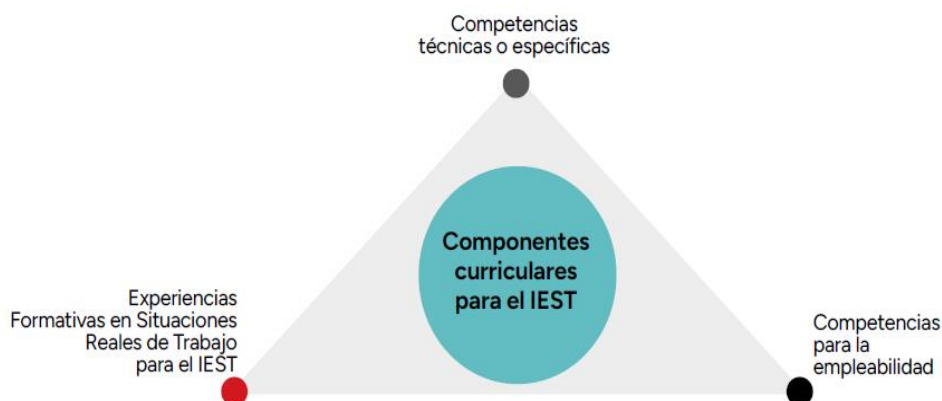 Competencias
técnicas o específicas
Componentes
curriculares
para el IEST
Experiencias
Formativas en Situaciones
Reales de Trabajo
para el IEST
Competencias
para la
empleabilidad